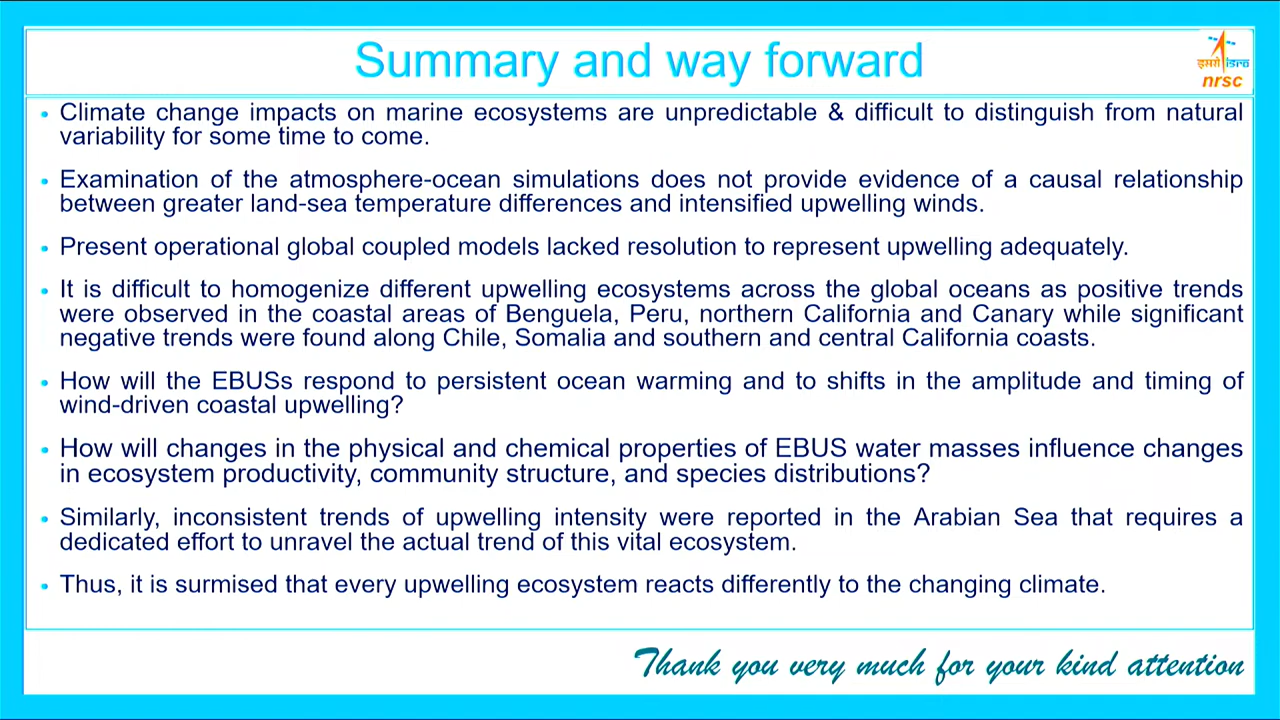 Summary and way forward
इसरो isro
nrsc
• Climate change impacts on marine ecosystems are unpredictable & difficult to distinguish from natural
variability for some time to come.
• Examination of the atmosphere-ocean simulations does not provide evidence of a causal relationship
between greater land-sea temperature differences and intensified upwelling winds.
• Present operational global coupled models lacked resolution to represent upwelling adequately.
• It is difficult to homogenize different upwelling ecosystems across the global oceans as positive trends
were observed in the coastal areas of Benguela, Peru, northern California and Canary while significant
negative trends were found along Chile, Somalia and southern and central California coasts.
• How will the EBUSs respond to persistent ocean warming and to shifts in the amplitude and timing of
wind-driven coastal upwelling?
• How will changes in the physical and chemical properties of EBUS water masses influence changes
in ecosystem productivity, community structure, and species distributions?
• Similarly, inconsistent trends of upwelling intensity were reported in the Arabian Sea that requires a
dedicated effort to unravel the actual trend of this vital ecosystem.
• Thus, it is surmised that every upwelling ecosystem reacts differently to the changing climate.
Thank you very much for your kind attention